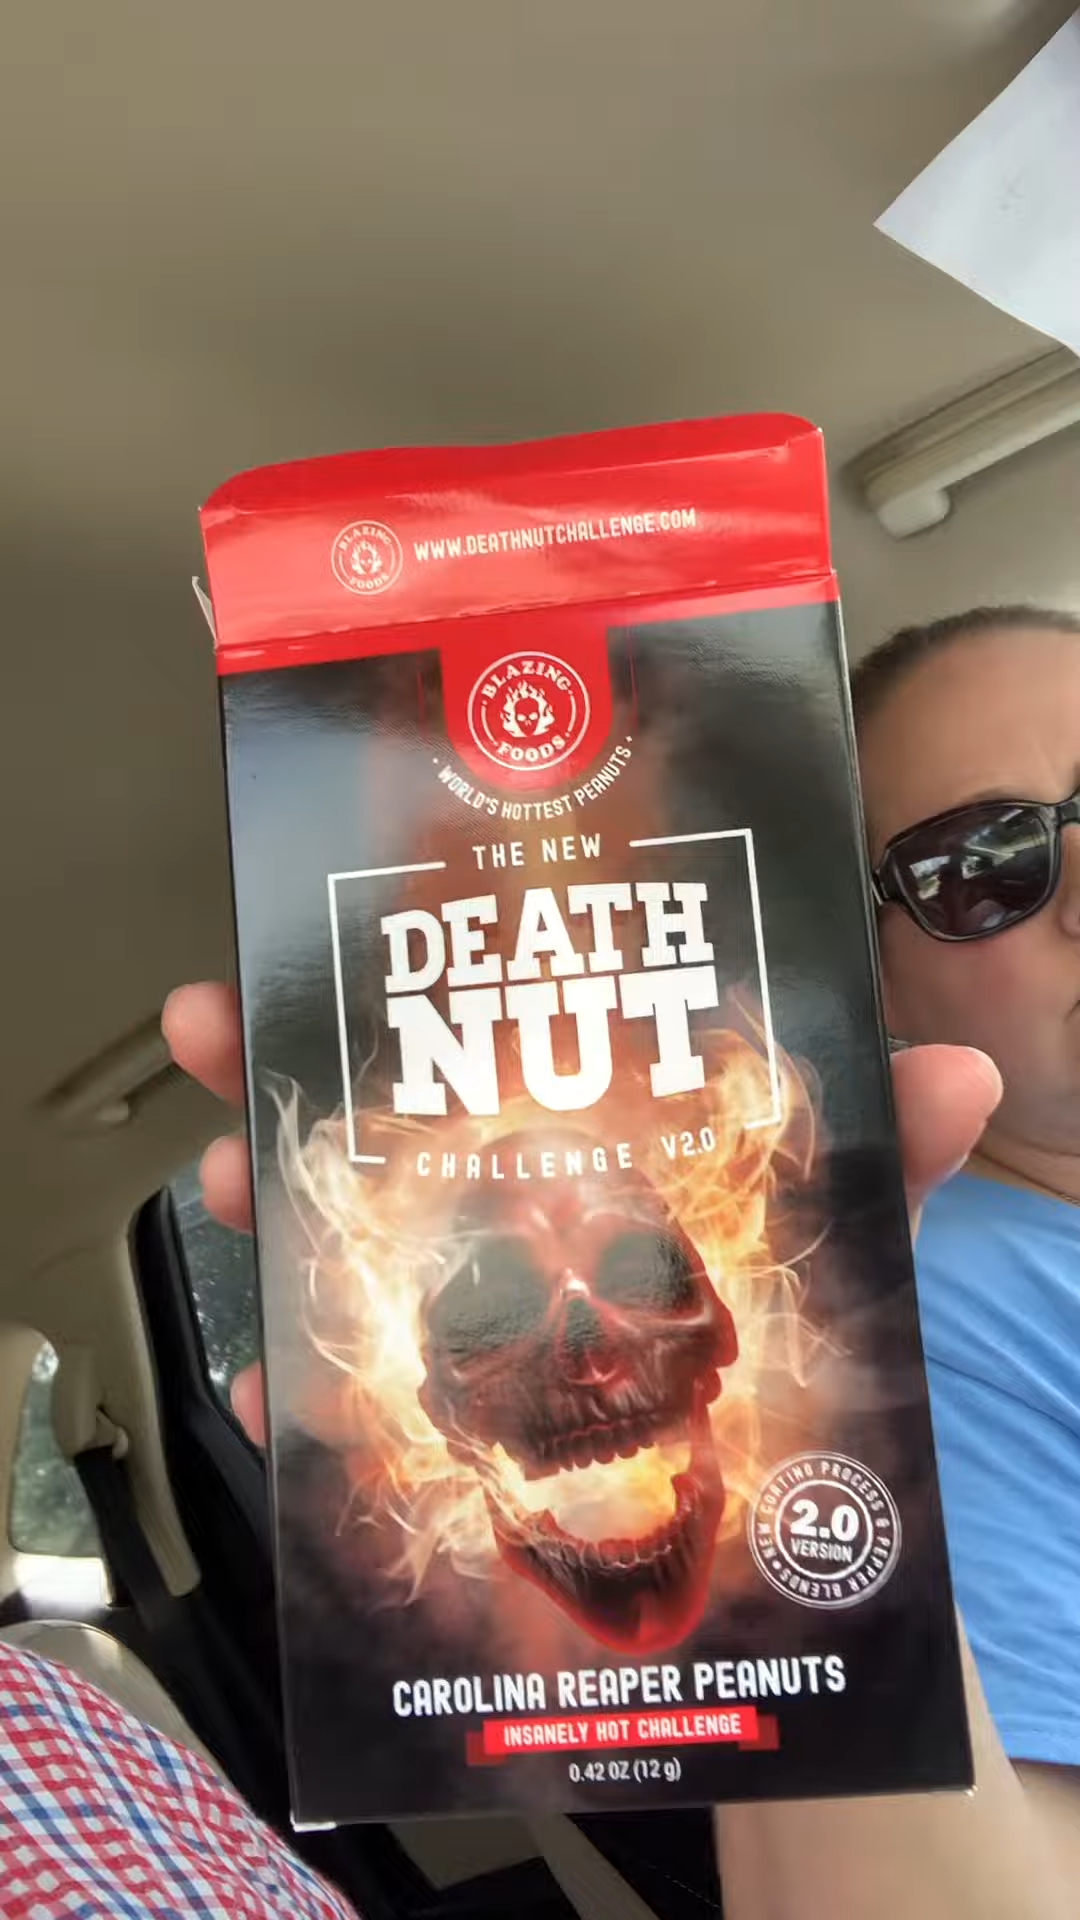 BLAZING FOODS
WWW.DEATHNUTCHALLENGE.COM
BLAZING
FOODS
WORLD'S HOTTEST PEANUTS
THE NEW
DEATH
NUT
CHALLENGE V2.0
NEW COATING PROCESS & PEPPER BLENDS
2.0
VERSION
CAROLINA REAPER PEANUTS
INSANELY HOT CHALLENGE
0.42 OZ (12 g)